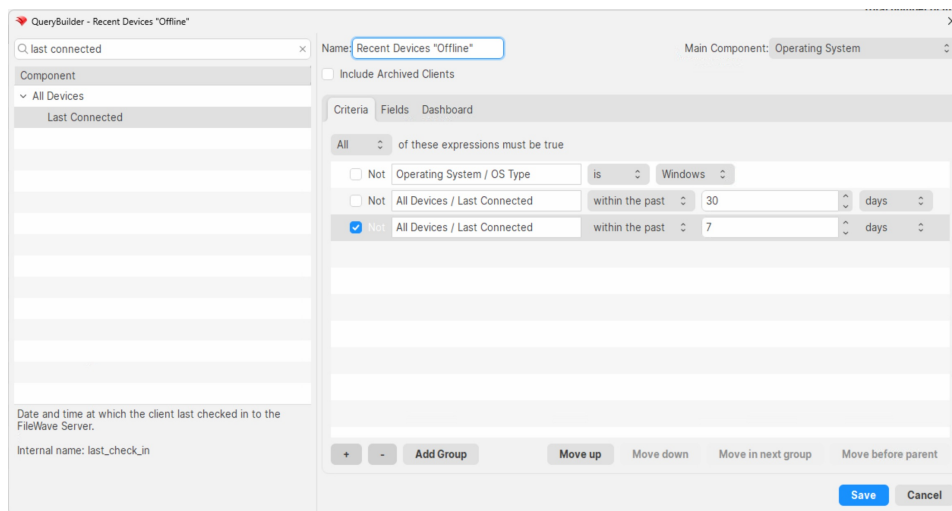 QueryBuilder - Recent Devices "Offline"
last connected
Name: Recent Devices "Offline"
Main Component: Operating System
Include Archived Clients
Component
All Devices
Last Connected
Criteria Fields Dashboard
All of these expressions must be true
Not Operating System / OS Type is Windows
Not All Devices / Last Connected within the past 30 days
Not All Devices / Last Connected within the past 7 days
Date and time at which the client last checked in to the
FileWave Server.
Internal name: last_check_in
+ - Add Group Move up Move down Move in next group Move before parent
Save Cancel